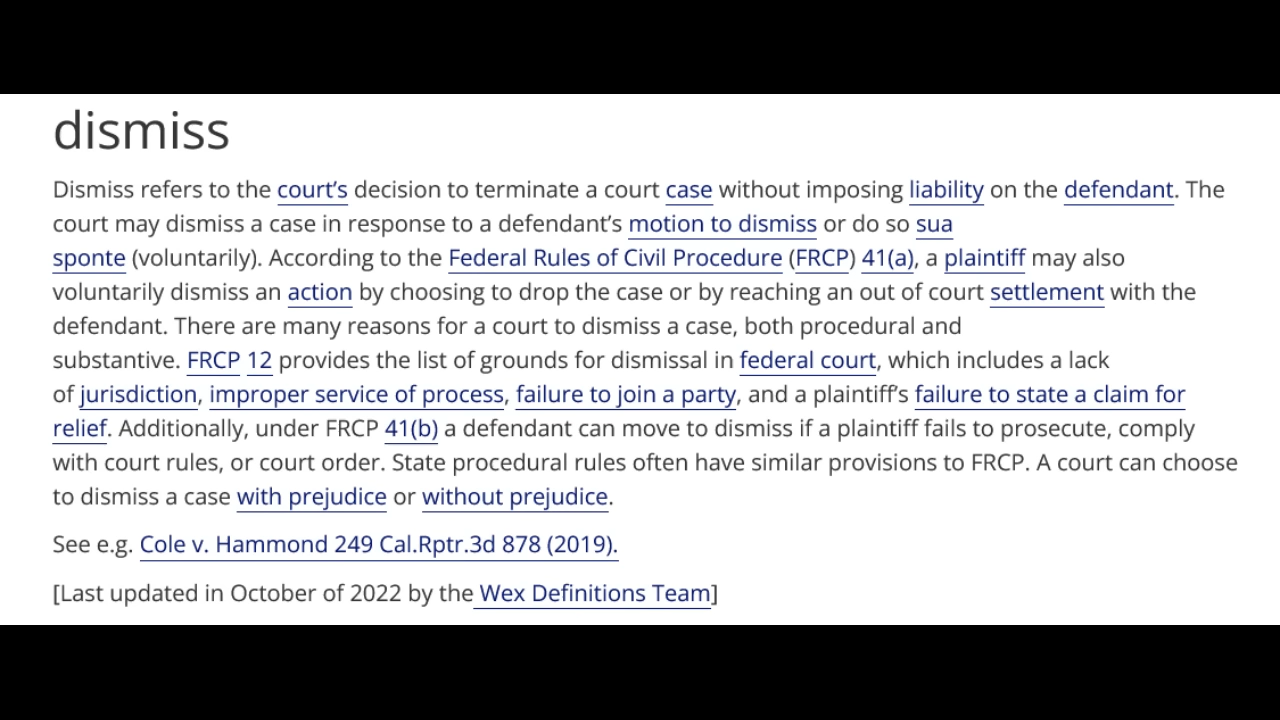 dismiss
Dismiss refers to the court’s decision to terminate a court case without imposing liability on the defendant. The
court may dismiss a case in response to a defendant’s motion to dismiss or do so sua
sponte (voluntarily). According to the Federal Rules of Civil Procedure (FRCP) 41(a), a plaintiff may also
voluntarily dismiss an action by choosing to drop the case or by reaching an out of court settlement with the
defendant. There are many reasons for a court to dismiss a case, both procedural and
substantive. FRCP 12 provides the list of grounds for dismissal in federal court, which includes a lack
of jurisdiction, improper service of process, failure to join a party, and a plaintiff’s failure to state a claim for
relief. Additionally, under FRCP 41(b) a defendant can move to dismiss if a plaintiff fails to prosecute, comply
with court rules, or court order. State procedural rules often have similar provisions to FRCP. A court can choose
to dismiss a case with prejudice or without prejudice.
See e.g. Cole v. Hammond 249 Cal.Rptr.3d 878 (2019).
[Last updated in October of 2022 by the Wex Definitions Team]